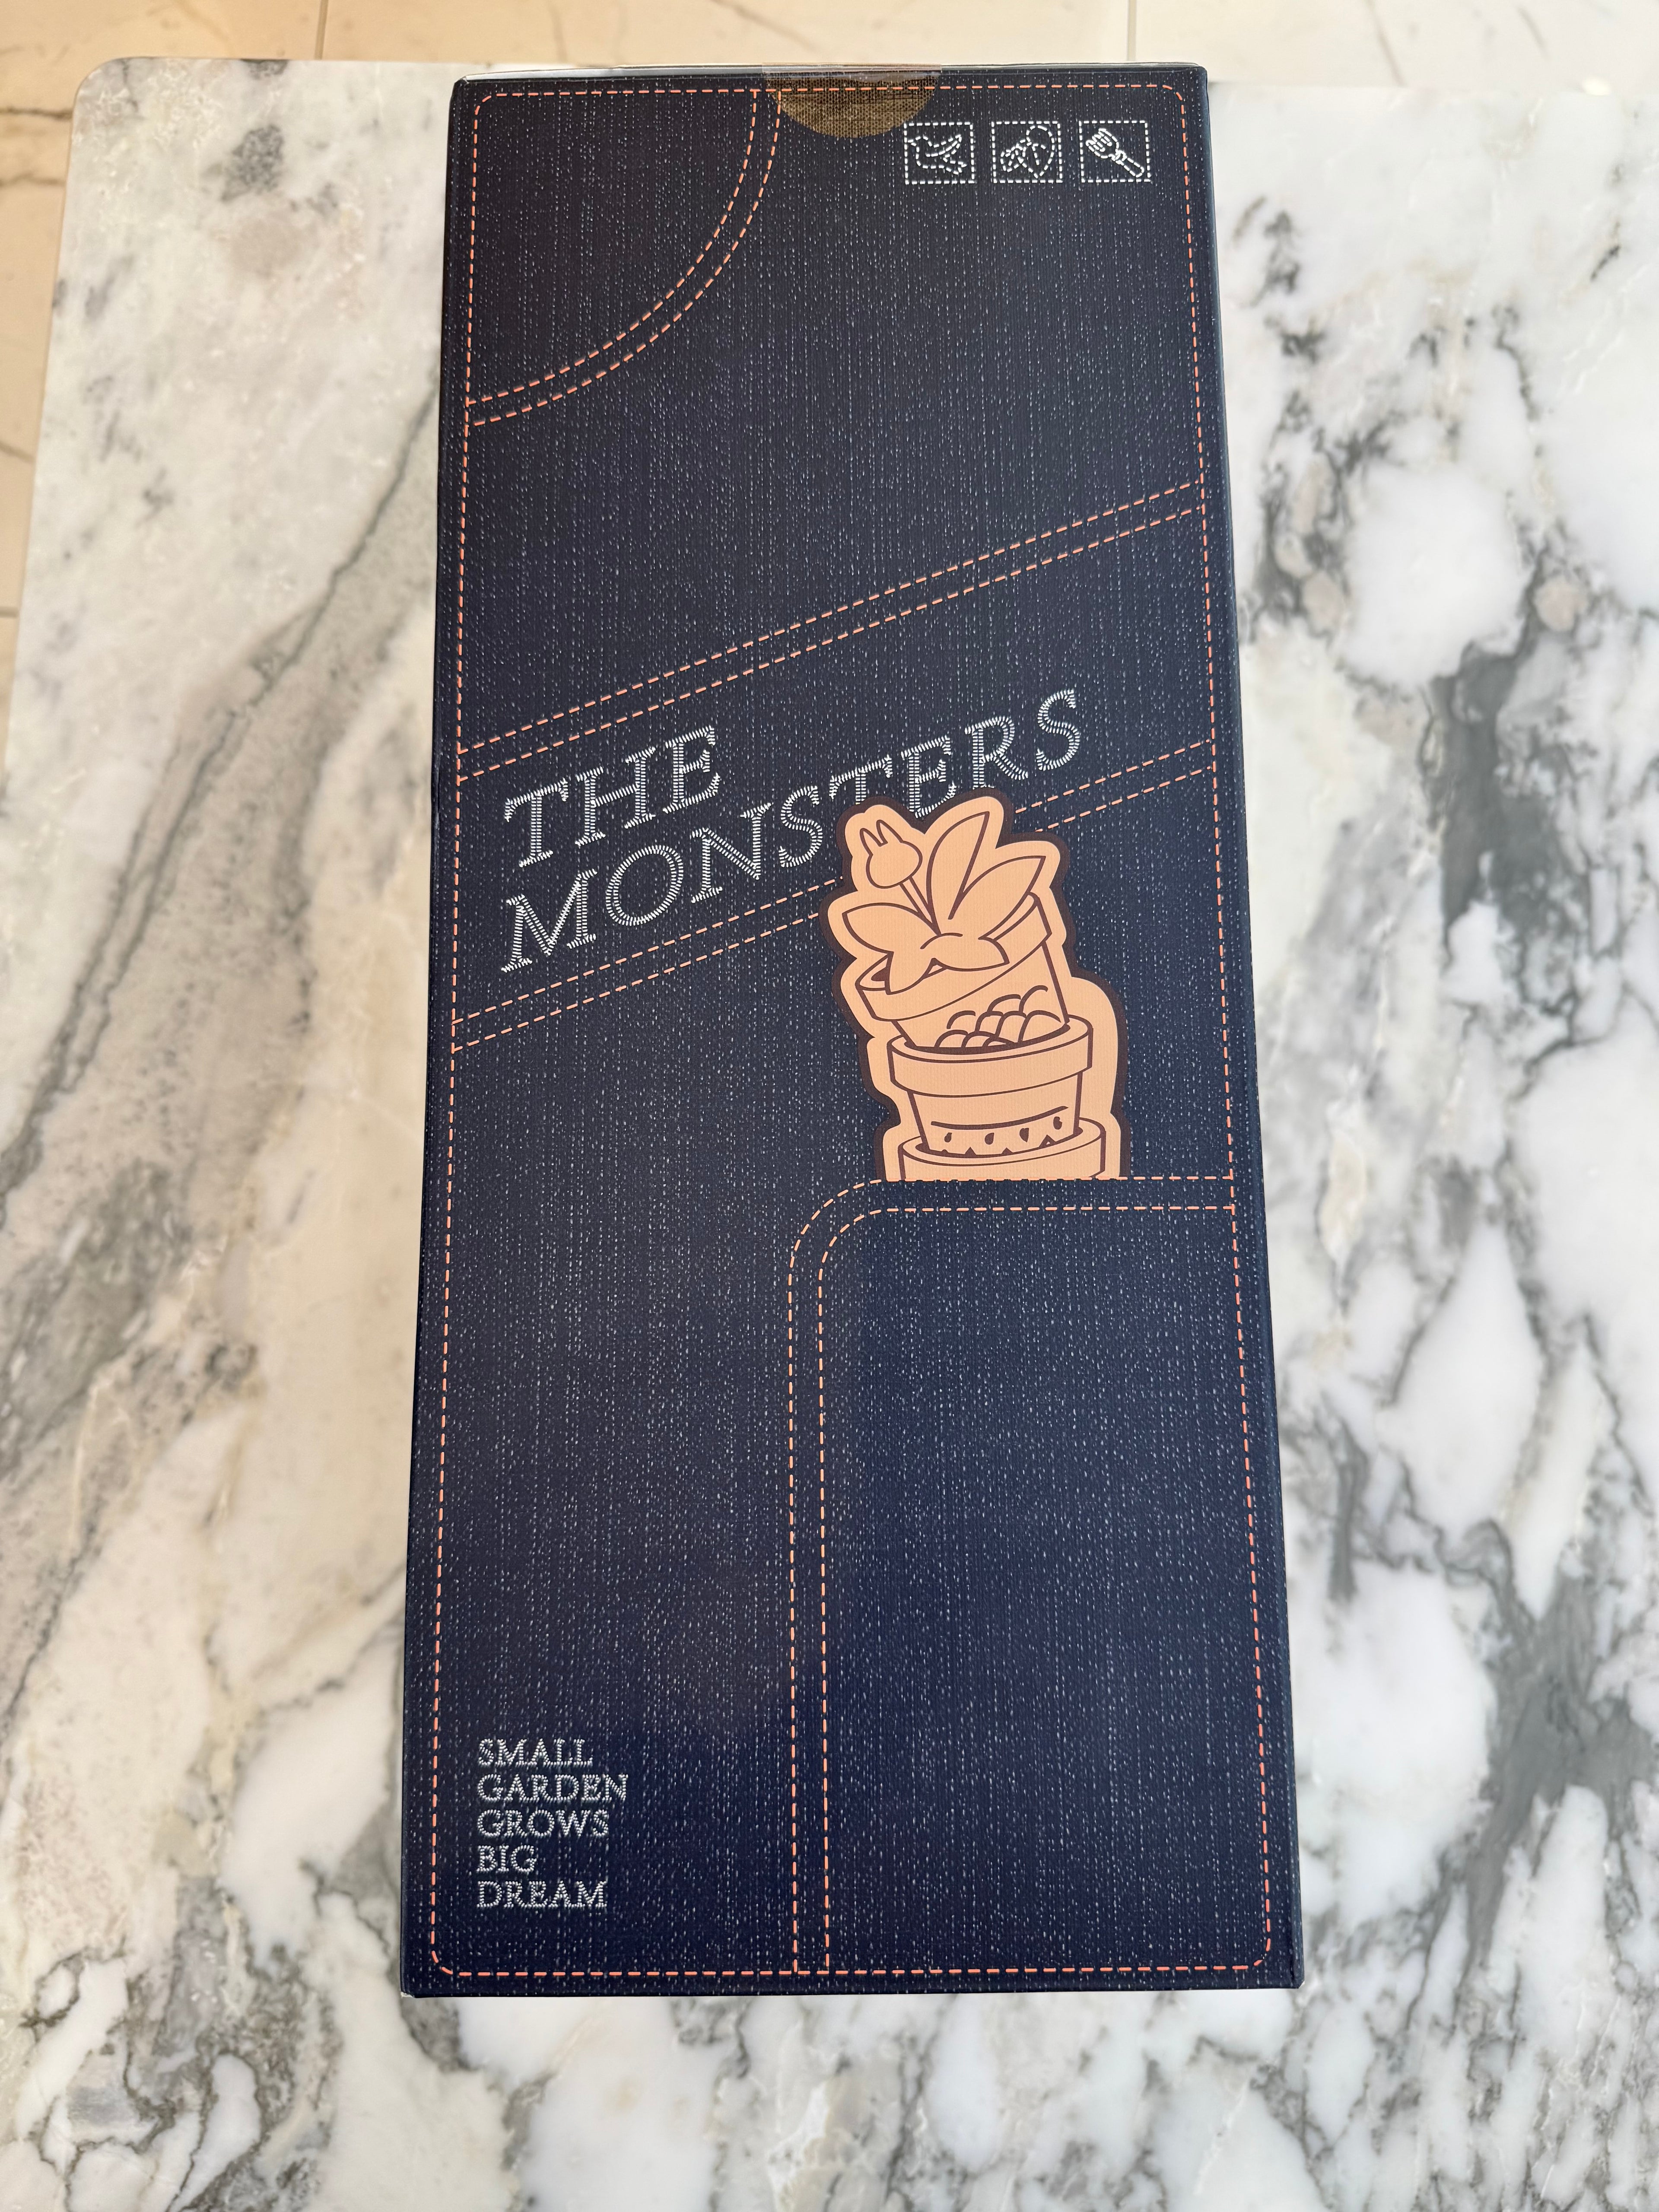 THE
MONSTERS
SMALL
GARDEN
GROWS
BIG
DREAM